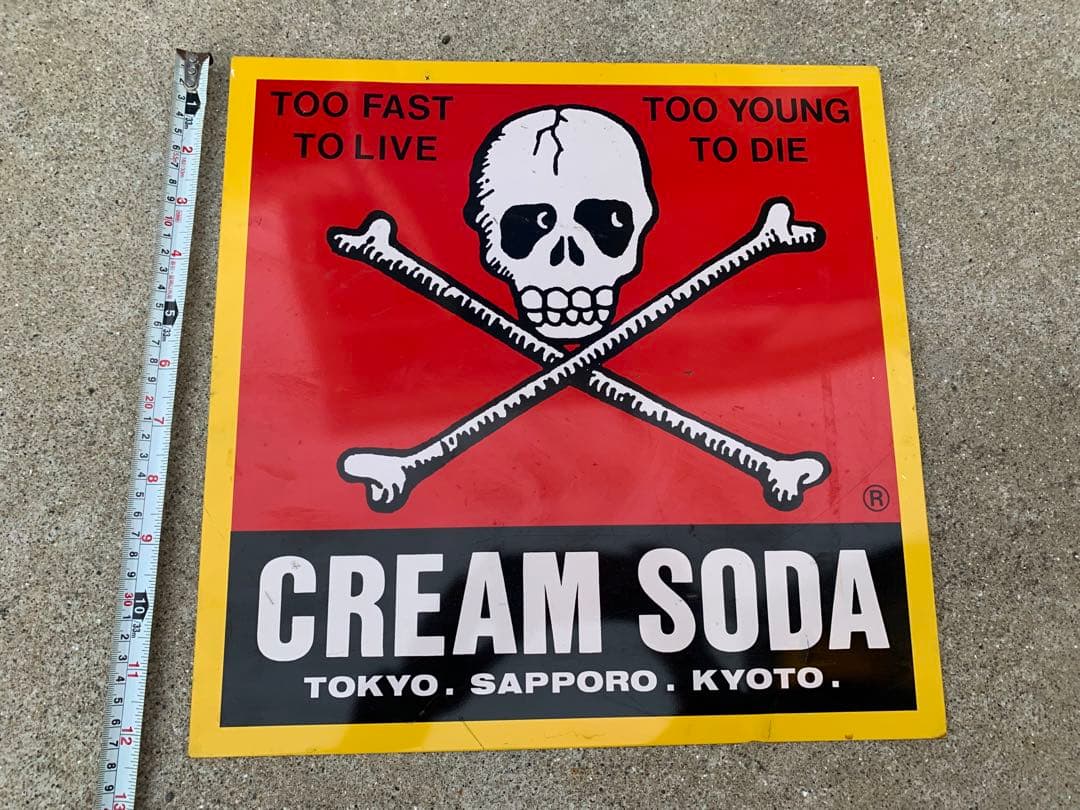 TOO FAST
TO LIVE
TOO YOUNG
TO DIE
®
CREAM SODA
TOKYO. SAPPORO. KYOTO.